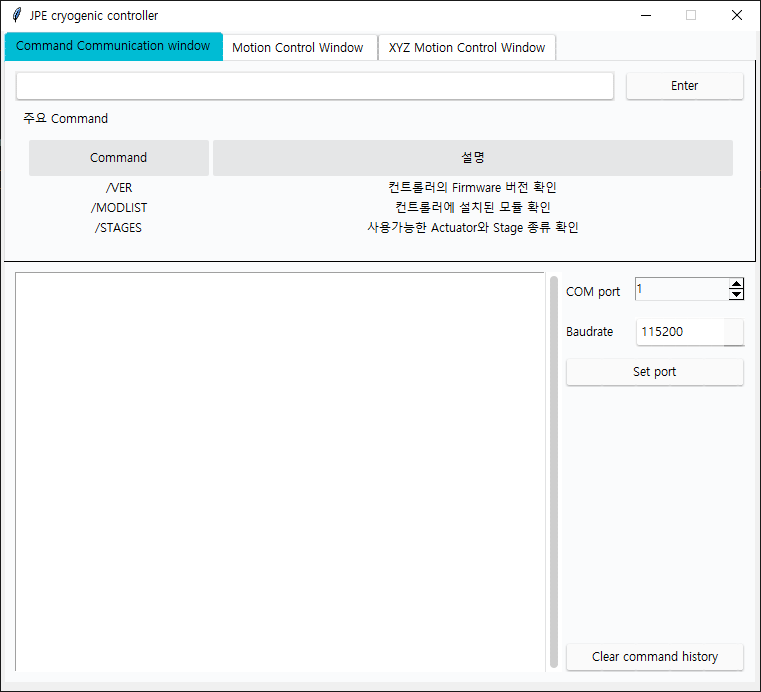 JPE cryogenic controller
Command Communication window Motion Control Window XYZ Motion Control Window
Enter
주요 Command
Command 설명
/VER 컨트롤러의 Firmware 버전 확인
/MODLIST 컨트롤러에 설치된 모듈 확인
/STAGES 사용가능한 Actuator와 Stage 종류 확인
COM port 1
Baudrate 115200
Set port
Clear command history